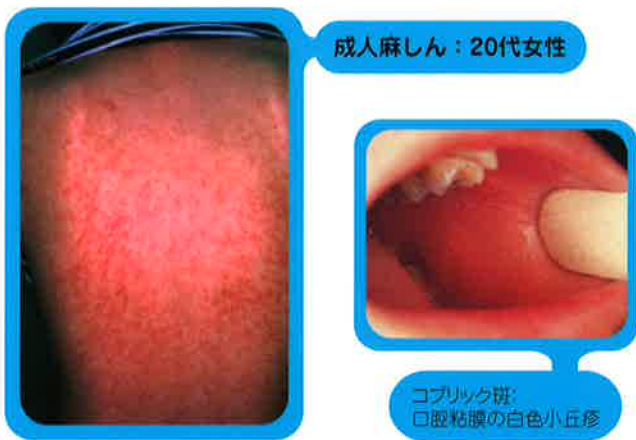 成人麻しん：20代女性
コプリック斑：
口腔粘膜の白色小丘疹